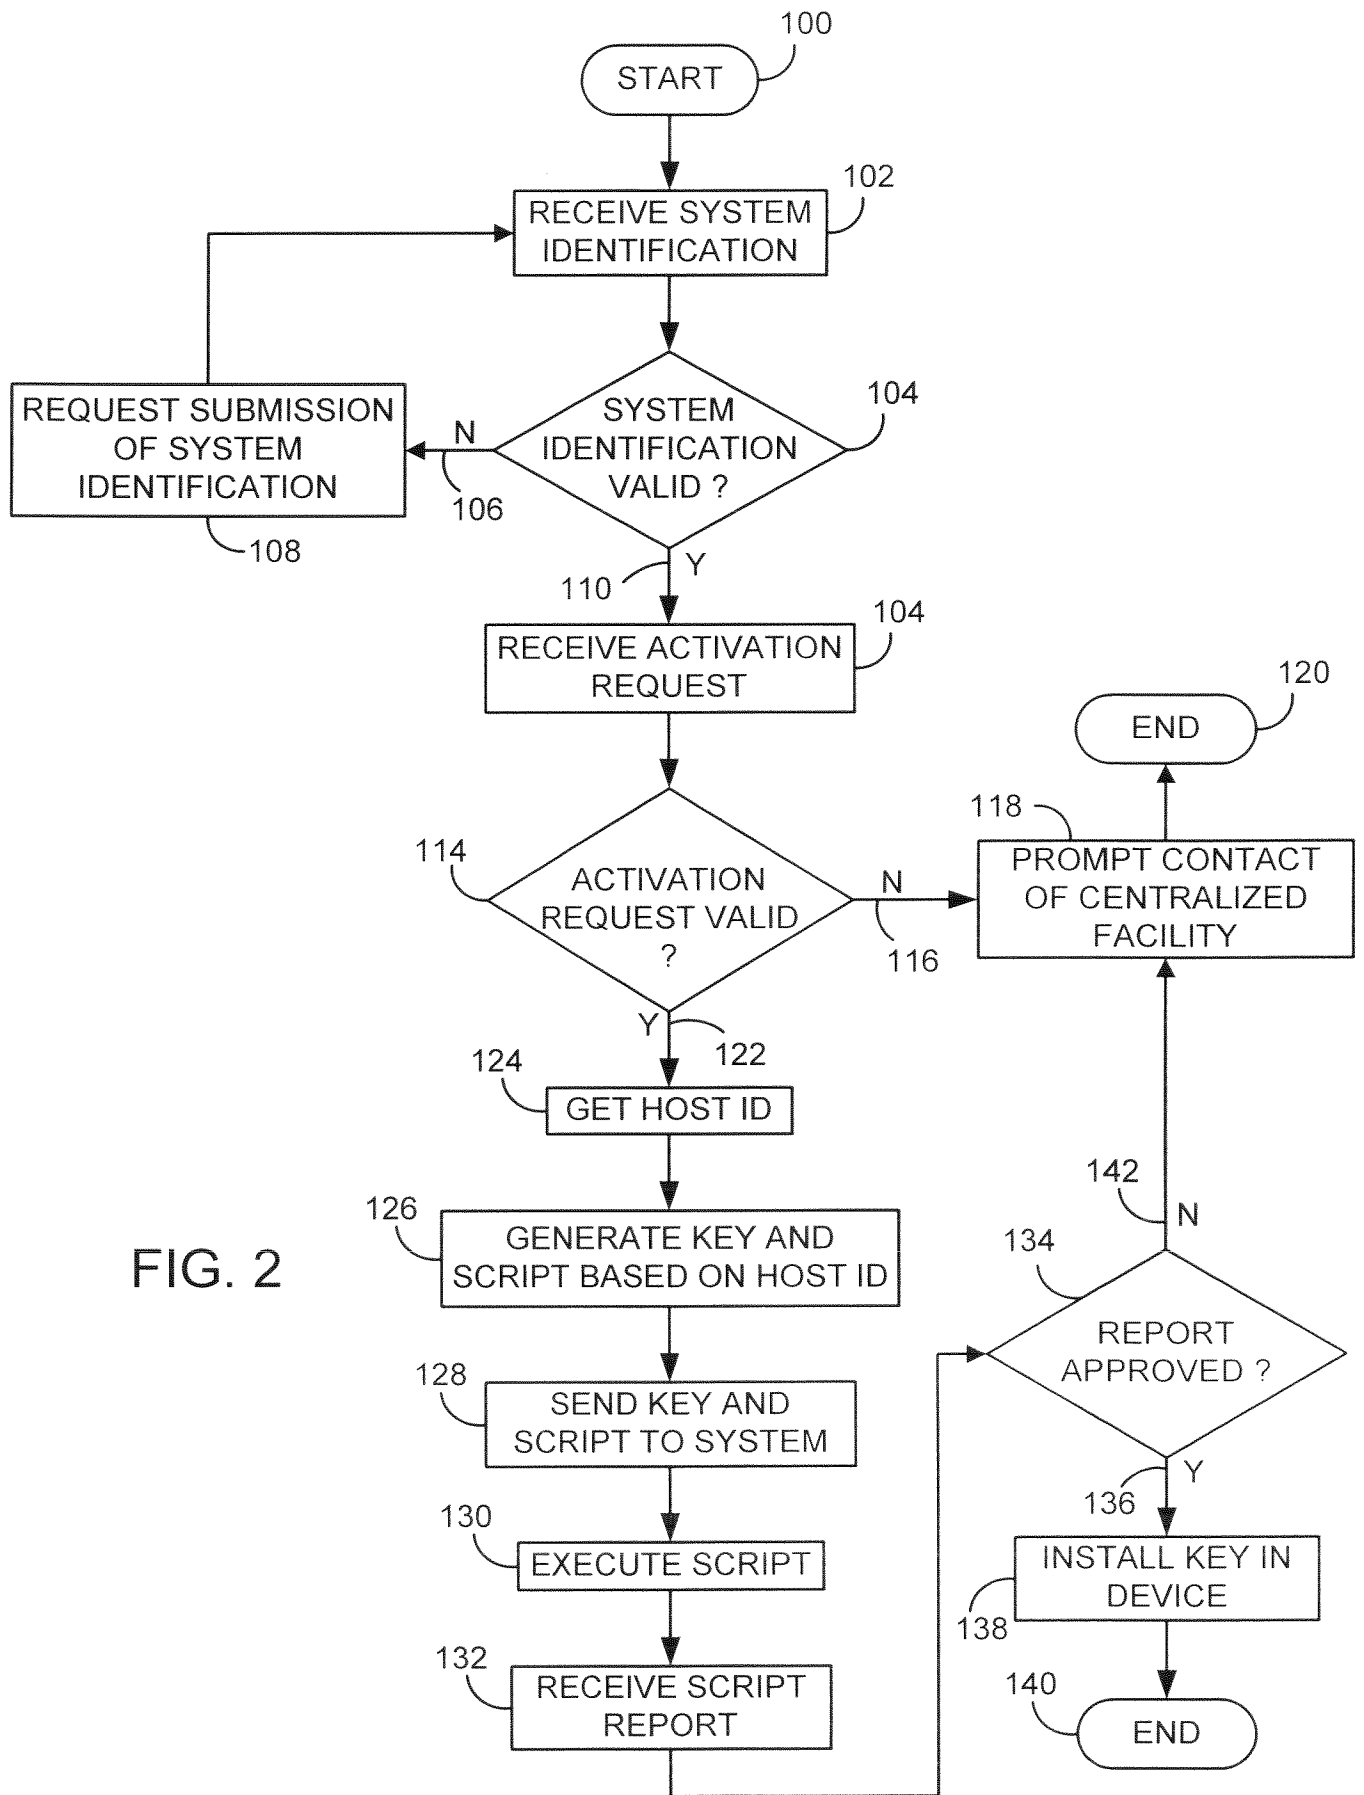 100
START
102
RECEIVE SYSTEM
IDENTIFICATION
104
SYSTEM
IDENTIFICATION
VALID ?
N
106
REQUEST SUBMISSION
OF SYSTEM
IDENTIFICATION
108
Y
110
104
RECEIVE ACTIVATION
REQUEST
120
END
114
ACTIVATION
REQUEST VALID
?
N
116
118
PROMPT CONTACT
OF CENTRALIZED
FACILITY
Y
122
124
GET HOST ID
126
GENERATE KEY AND
SCRIPT BASED ON HOST ID
FIG. 2
128
SEND KEY AND
SCRIPT TO SYSTEM
130
EXECUTE SCRIPT
132
RECEIVE SCRIPT
REPORT
142
N
134
REPORT
APPROVED ?
Y
136
INSTALL KEY IN
DEVICE
138
140
END